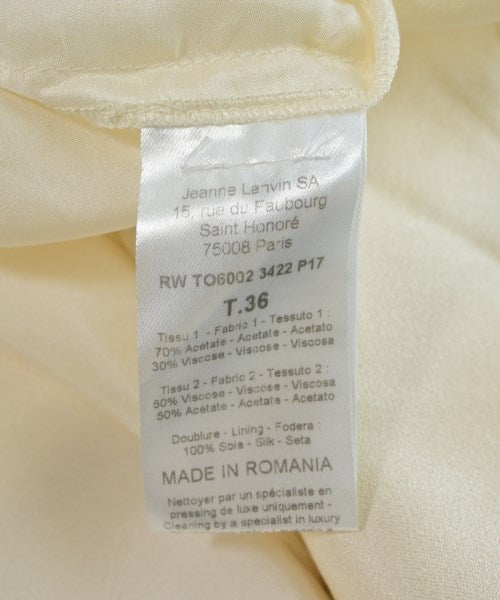 Jeanne Lanvin SA
15, rue du Faubourg
Saint Honoré
75008 Paris
RW TO6002 3422 P17
T.36
Tissu 1 - Fabric 1 - Tessuto 1 :
70% Acetate - Acetate - Acetato
30% Viscose - Viscose - Viscosa
Tissu 2 - Fabric 2 - Tessuto 2 :
50% Viscose - Viscose - Viscosa
50% Acetate - Acetate - Acetato
Doublure - Lining - Fodera :
100% Soie - Silk - Seta
MADE IN ROMANIA
Nettoyer par un spécialiste en
pressing de luxe uniquement -
Cleaning by a specialist in luxury